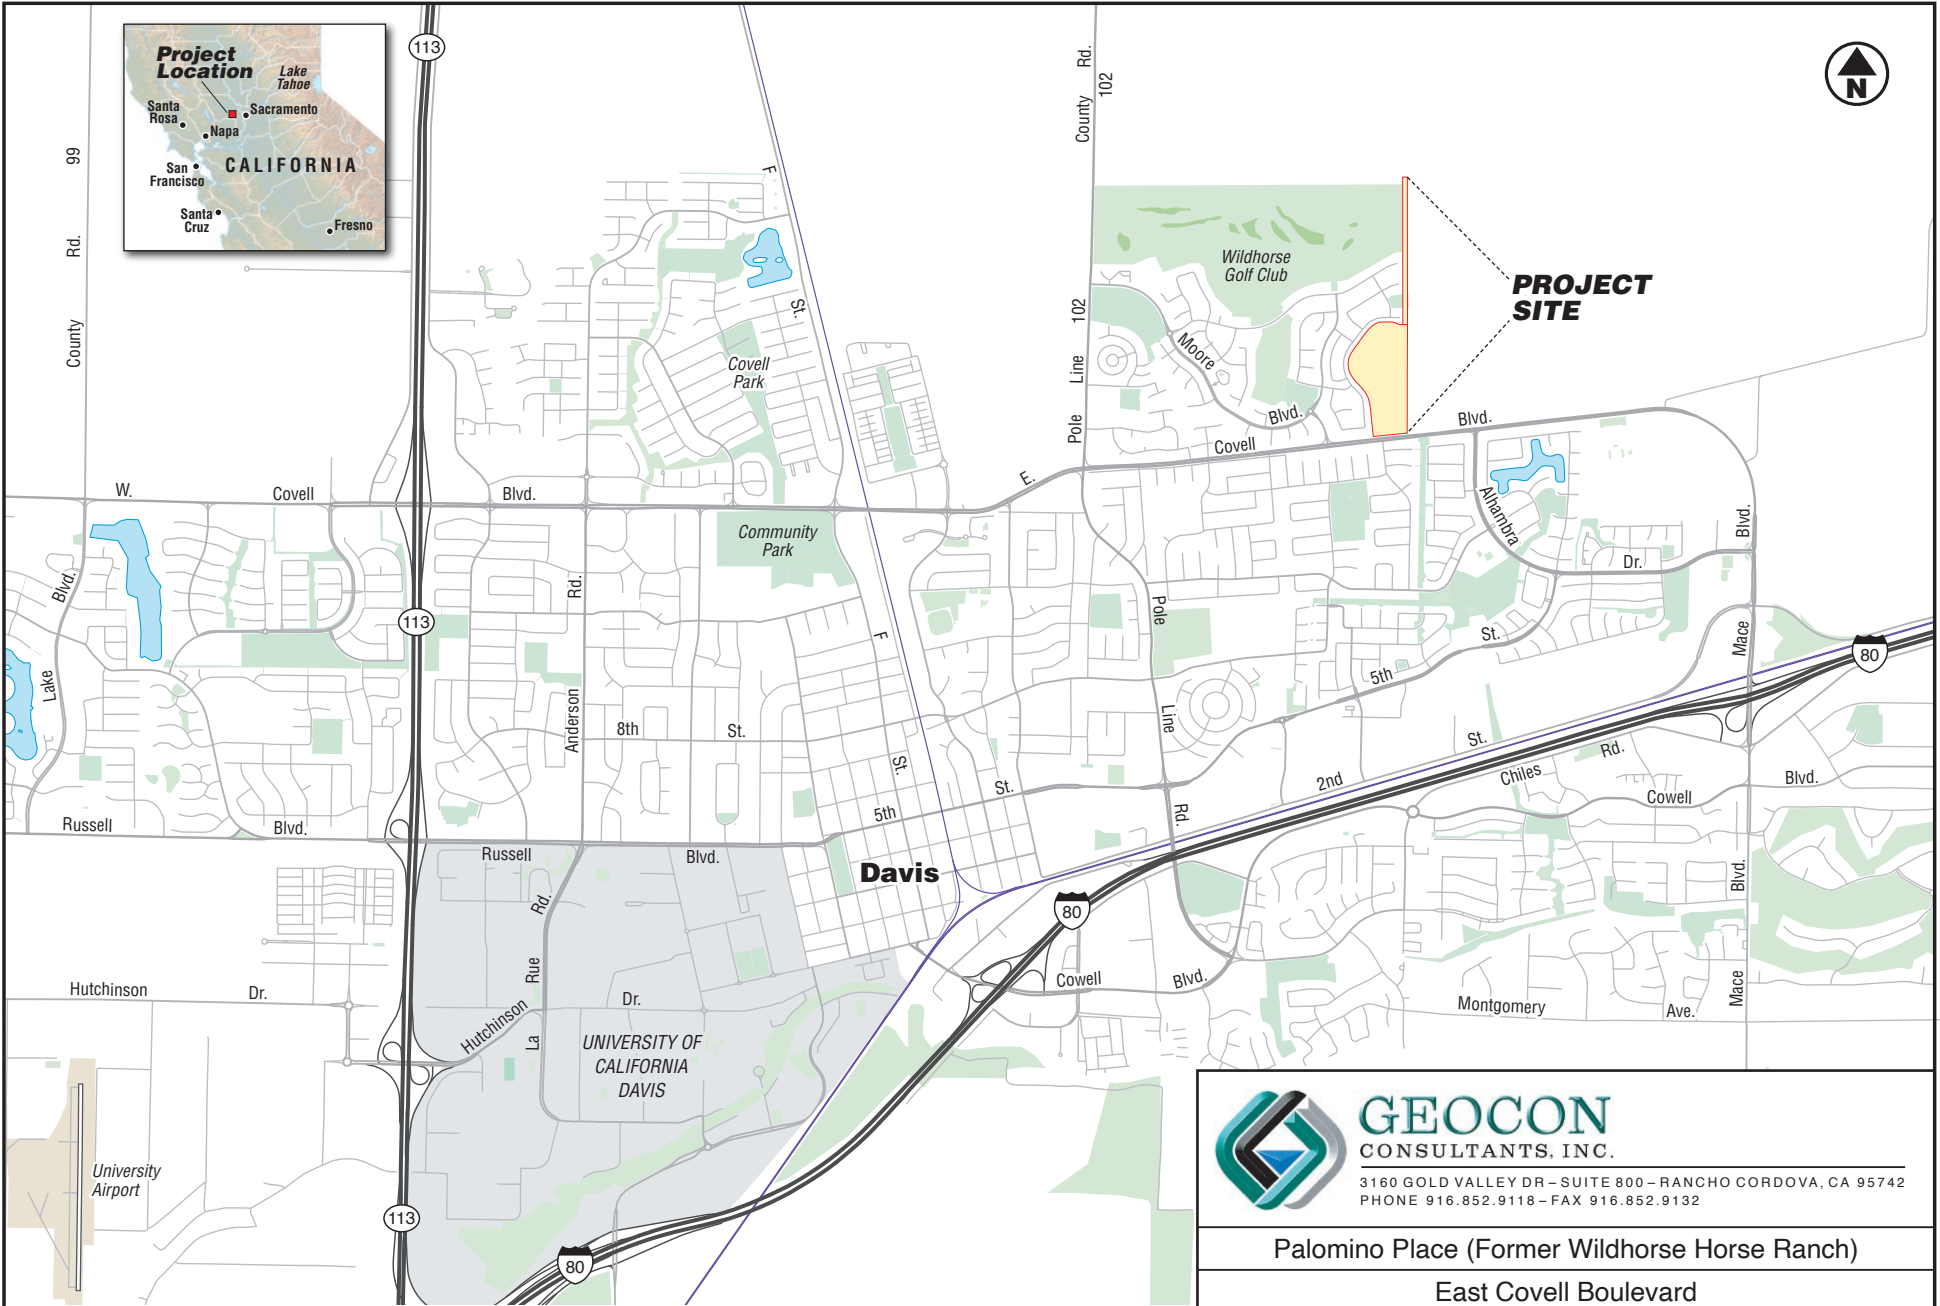 Project
Location
Lake
Tahoe
Santa
Rosa
Sacramento
Napa
CALIFORNIA
San
Francisco
Santa
Cruz
Fresno
113
County Rd. 99
County Rd. 102
N
F St.
Wildhorse
Golf Club
PROJECT
SITE
Covell
Park
Pole Line 102
Moore Blvd.
W. Covell Blvd.
E. Covell Blvd.
Community
Park
Alhambra Dr.
Mace Blvd.
Lake Blvd.
113
Anderson Rd.
F St.
Pole Line Rd.
8th St.
5th St.
5th St.
80
2nd St.
Chiles Rd.
Cowell Blvd.
Russell Blvd.
Russell Blvd.
Davis
80
La Rue Rd.
Hutchinson Dr.
Hutchinson Dr.
Cowell Blvd.
Mace Blvd.
Montgomery Ave.
UNIVERSITY OF
CALIFORNIA
DAVIS
University
Airport
113
80
GEOCON
CONSULTANTS, INC.
3160 GOLD VALLEY DR – SUITE 800 – RANCHO CORDOVA, CA 95742
PHONE 916.852.9118 – FAX 916.852.9132
Palomino Place (Former Wildhorse Horse Ranch)
East Covell Boulevard